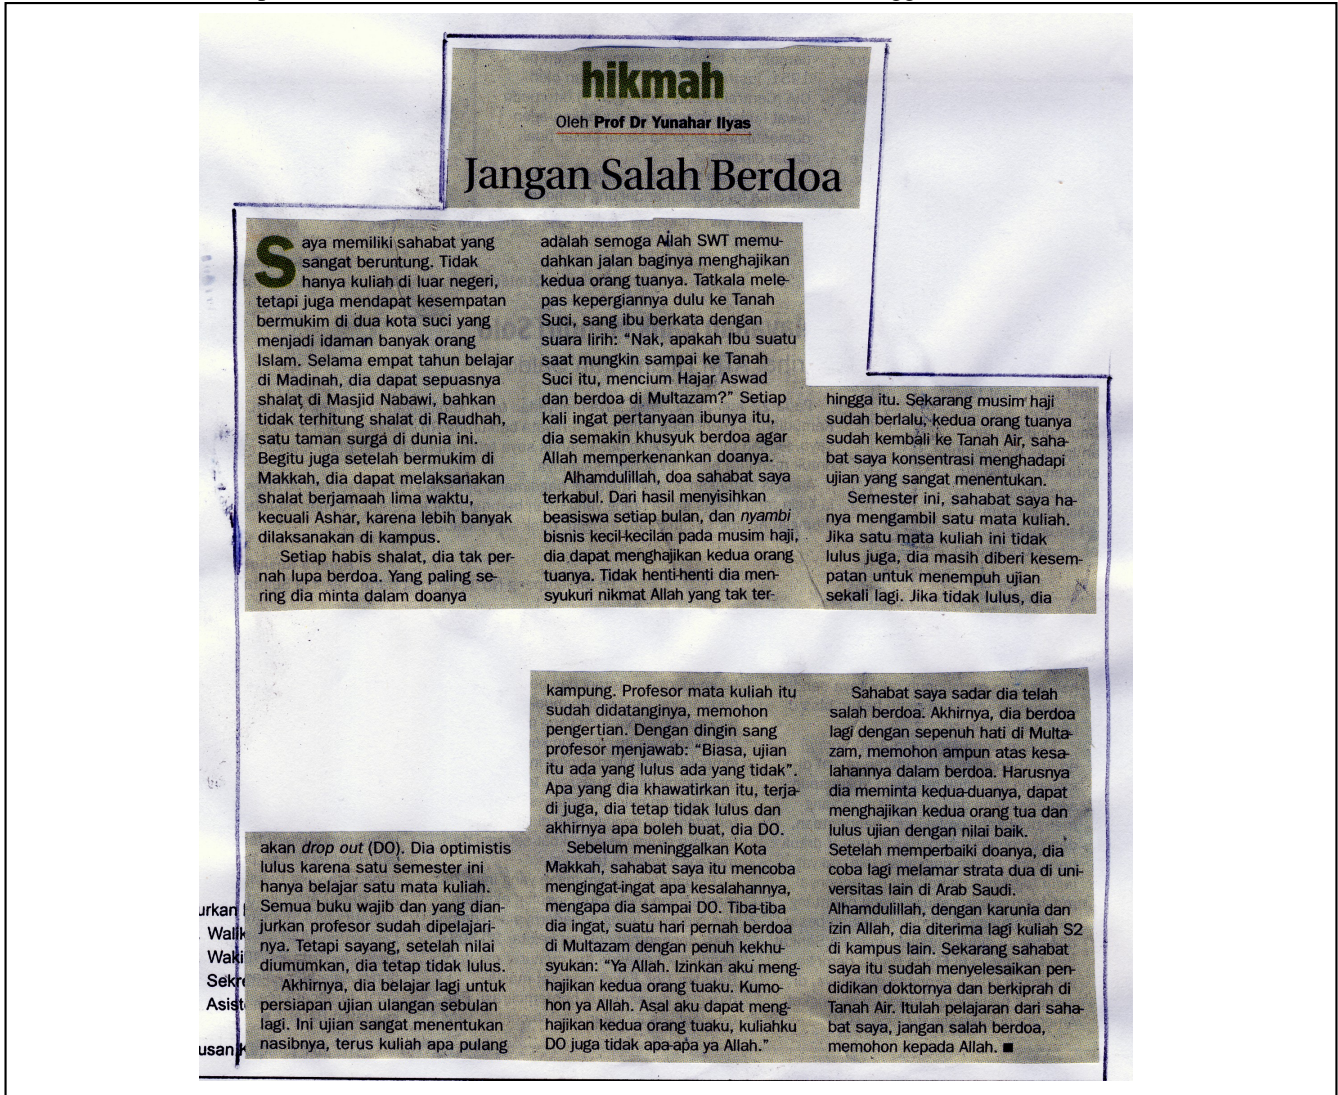 hikmah
Oleh Prof Dr Yunahar Ilyas
Jangan Salah Berdoa
Saya memiliki sahabat yang
sangat beruntung. Tidak
hanya kuliah di luar negeri,
tetapi juga mendapat kesempatan
bermukim di dua kota suci yang
menjadi idaman banyak orang
Islam. Selama empat tahun belajar
di Madinah, dia dapat sepuasnya
shalat di Masjid Nabawi, bahkan
tidak terhitung shalat di Raudhah,
satu taman surga di dunia ini.
Begitu juga setelah bermukim di
Makkah, dia dapat melaksanakan
shalat berjamaah lima waktu,
kecuali Ashar, karena lebih banyak
dilaksanakan di kampus.
Setiap habis shalat, dia tak per-
nah lupa berdoa. Yang paling se-
ring dia minta dalam doanya
adalah semoga Allah SWT memu-
dahkan jalan baginya menghajikan
kedua orang tuanya. Tatkala mele-
pas kepergiannya dulu ke Tanah
Suci, sang ibu berkata dengan
suara lirih: “Nak, apakah Ibu suatu
saat mungkin sampai ke Tanah
Suci itu, mencium Hajar Aswad
dan berdoa di Multazam?” Setiap
kali ingat pertanyaan ibunya itu,
dia semakin khusyuk berdoa agar
Allah memperkenankan doanya.
Alhamdulillah, doa sahabat saya
terkabul. Dari hasil menyisihkan
beasiswa setiap bulan, dan nyambi
bisnis kecil-kecilan pada musim haji,
dia dapat menghajikan kedua orang
tuanya. Tidak henti-henti dia men-
syukuri nikmat Allah yang tak ter-
hingga itu. Sekarang musim haji
sudah berlalu, kedua orang tuanya
sudah kembali ke Tanah Air, saha-
bat saya konsentrasi menghadapi
ujian yang sangat menentukan.
Semester ini, sahabat saya ha-
nya mengambil satu mata kuliah.
Jika satu mata kuliah ini tidak
lulus juga, dia masih diberi kesem-
patan untuk menempuh ujian
sekali lagi. Jika tidak lulus, dia
akan drop out (DO). Dia optimistis
lulus karena satu semester ini
hanya belajar satu mata kuliah.
Semua buku wajib dan yang dian-
jurkan profesor sudah dipelajari-
nya. Tetapi sayang, setelah nilai
diumumkan, dia tetap tidak lulus.
Akhirnya, dia belajar lagi untuk
persiapan ujian ulangan sebulan
lagi. Ini ujian sangat menentukan
nasibnya, terus kuliah apa pulang
kampung. Profesor mata kuliah itu
sudah didatanginya, memohon
pengertian. Dengan dingin sang
profesor menjawab: “Biasa, ujian
itu ada yang lulus ada yang tidak”.
Apa yang dia khawatirkan itu, terja-
di juga, dia tetap tidak lulus dan
akhirnya apa boleh buat, dia DO.
Sebelum meninggalkan Kota
Makkah, sahabat saya itu mencoba
mengingat-ingat apa kesalahannya,
mengapa dia sampai DO. Tiba-tiba
dia ingat, suatu hari pernah berdoa
di Multazam dengan penuh kekhu-
syukan: “Ya Allah. Izinkan aku meng-
hajikan kedua orang tuaku. Kumo-
hon ya Allah. Asal aku dapat meng-
hajikan kedua orang tuaku, kuliahku
DO juga tidak apa-apa ya Allah.”
Sahabat saya sadar dia telah
salah berdoa. Akhirnya, dia berdoa
lagi dengan sepenuh hati di Multa-
zam, memohon ampun atas kesa-
lahannya dalam berdoa. Harusnya
dia meminta kedua-duanya, dapat
menghajikan kedua orang tua dan
lulus ujian dengan nilai baik.
Setelah memperbaiki doanya, dia
coba lagi melamar strata dua di uni-
versitas lain di Arab Saudi.
Alhamdulillah, dengan karunia dan
izin Allah, dia diterima lagi kuliah S2
di kampus lain. Sekarang sahabat
saya itu sudah menyelesaikan pen-
didikan doktornya dan berkiprah di
Tanah Air. Itulah pelajaran dari saha-
bat saya, jangan salah berdoa,
memohon kepada Allah. ■
urkan
Walik
Waki
Sekre
Asist
usan K